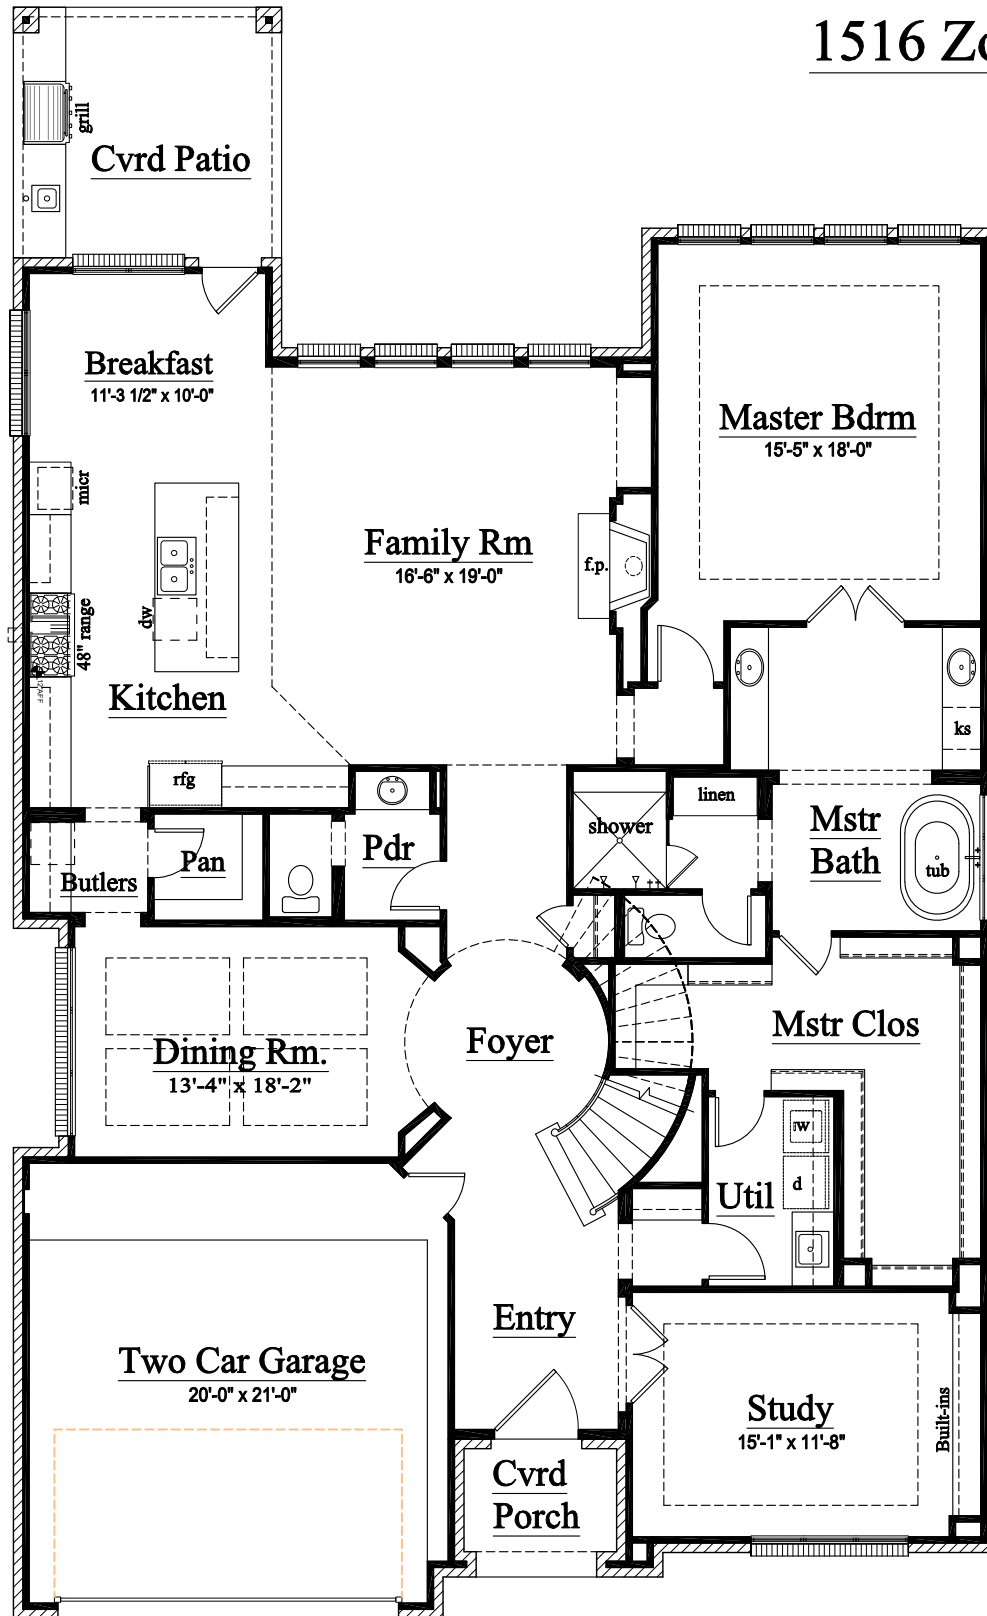 1516 Zo
grill
Cvrd Patio
Breakfast
11'-3 1/2" x 10'-0"
Master Bdrm
15'-5" x 18'-0"
micr
Family Rm
16'-6" x 19'-0"
f.p.
dw
48" range
Kitchen
ks
rfg
linen
shower
Mstr
Bath
tub
Pdr
Pan
Butlers
Foyer
Mstr Clos
Dining Rm.
13'-4" x 18'-2"
w
d
Util
Entry
Two Car Garage
20'-0" x 21'-0"
Study
15'-1" x 11'-8"
Built-ins
Cvrd
Porch